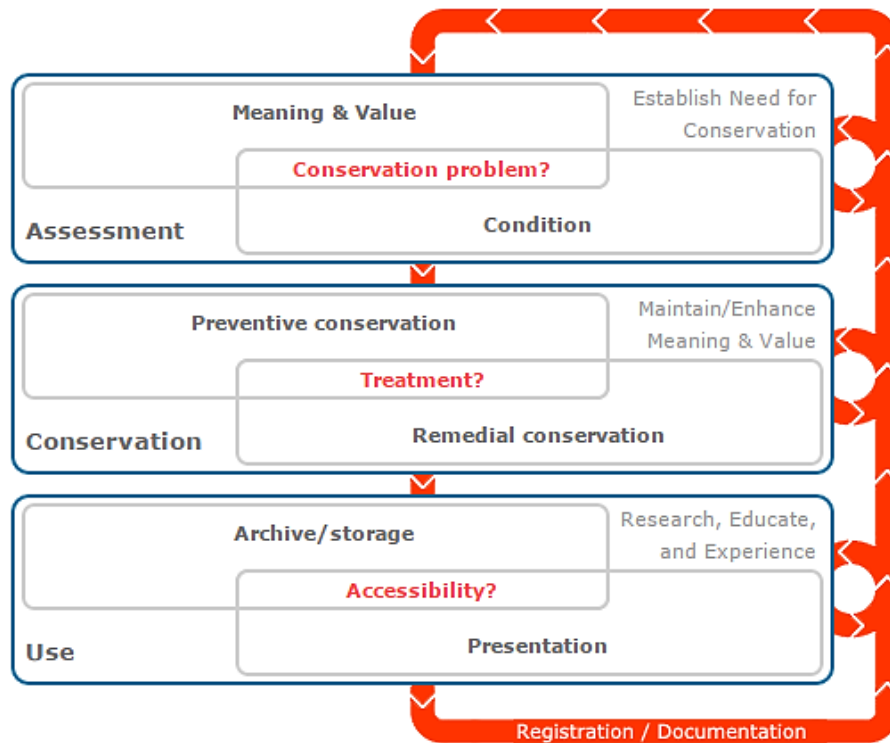 Meaning & Value
Establish Need for
Conservation
Conservation problem?
Condition
Assessment
Preventive conservation
Maintain/Enhance
Meaning & Value
Treatment?
Remedial conservation
Conservation
Archive/storage
Research, Educate,
and Experience
Accessibility?
Presentation
Use
Registration / Documentation